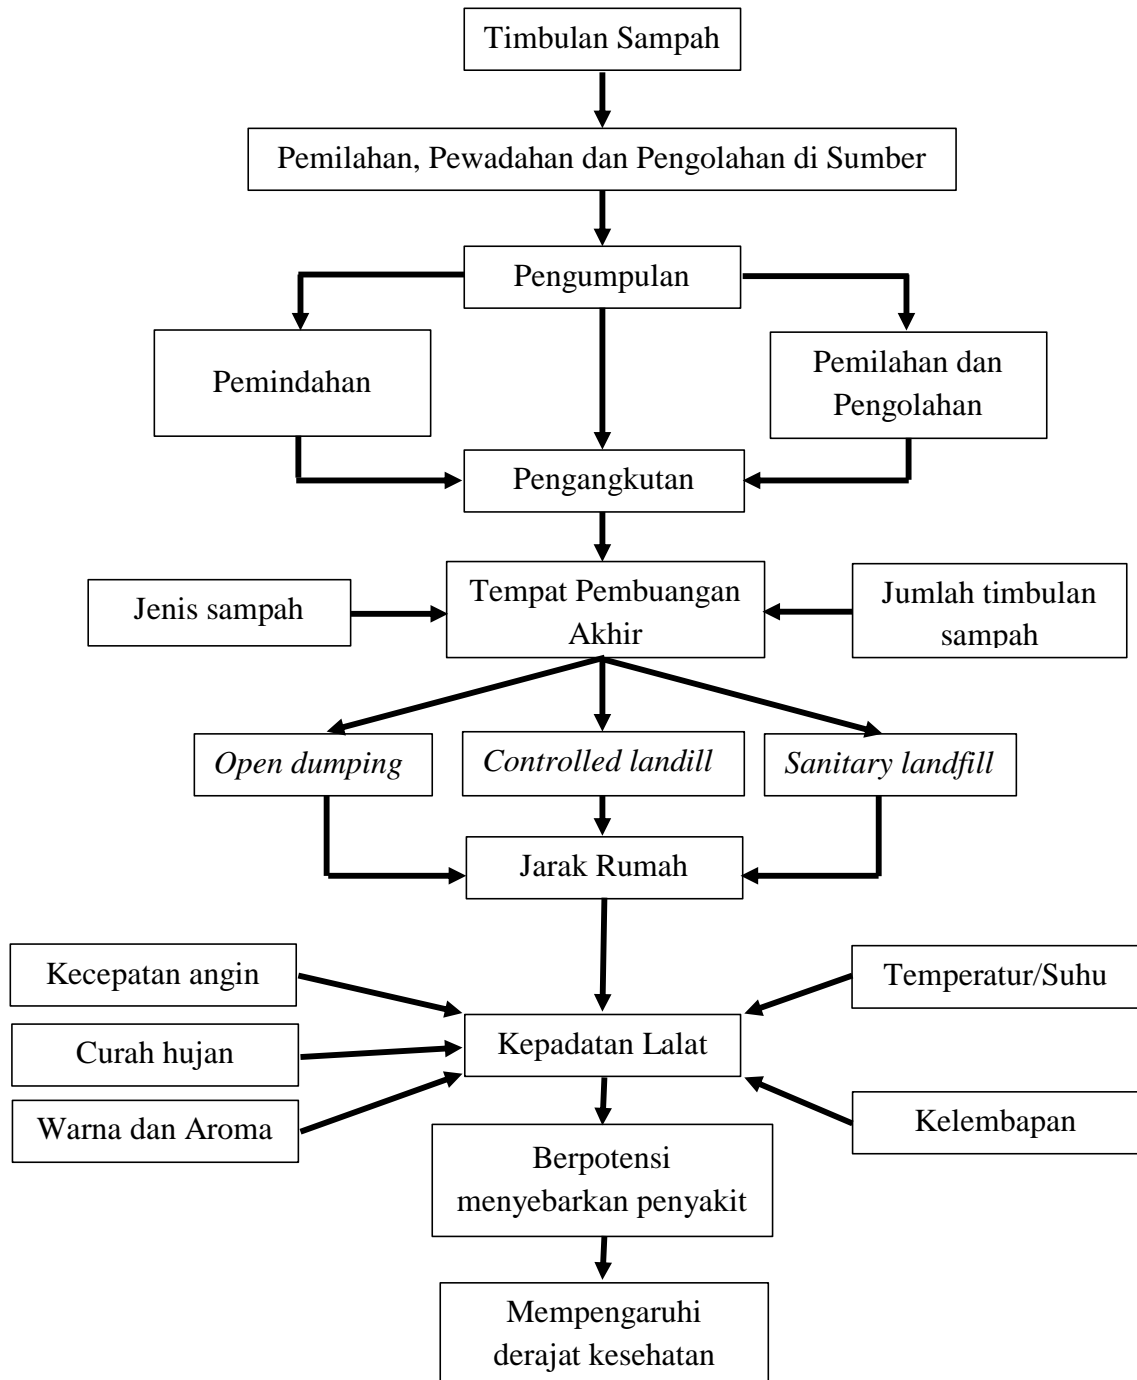 Timbulan Sampah
Pemilahan, Pewadahan dan Pengolahan di Sumber
Pengumpulan
Pemindahan
Pemilahan dan
Pengolahan
Pengangkutan
Jenis sampah
Tempat Pembuangan
Akhir
Jumlah timbulan
sampah
Open dumping
Controlled landill
Sanitary landfill
Jarak Rumah
Kecepatan angin
Temperatur/Suhu
Curah hujan
Kepadatan Lalat
Warna dan Aroma
Kelembapan
Berpotensi
menyebarkan penyakit
Mempengaruhi
derajat kesehatan